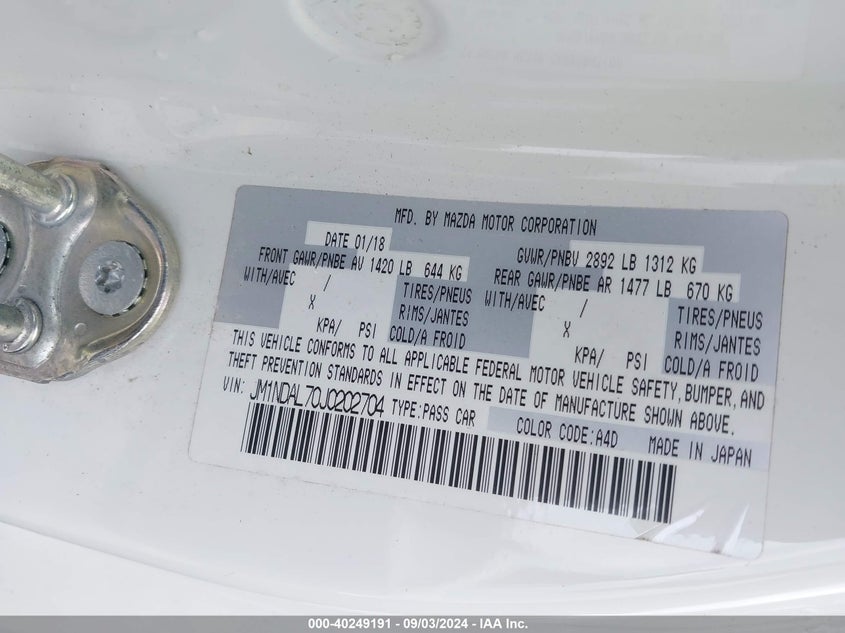 MFD. BY MAZDA MOTOR CORPORATION
DATE 01/18 GVWR/PNBV 2892 LB 1312 KG
FRONT GAWR/PNBE AV 1420 LB 644 KG REAR GAWR/PNBE AR 1477 LB 670 KG
WITH/AVEC / TIRES/PNEUS WITH/AVEC / TIRES/PNEUS
X RIMS/JANTES X RIMS/JANTES
KPA/ PSI COLD/A FROID KPA/ PSI COLD/A FROID
THIS VEHICLE CONFORMS TO ALL APPLICABLE FEDERAL MOTOR VEHICLE SAFETY, BUMPER, AND
THEFT PREVENTION STANDARDS IN EFFECT ON THE DATE OF MANUFACTURE SHOWN ABOVE.
VIN: JM1NDAL70J0202704 TYPE:PASS CAR
COLOR CODE:A4D MADE IN JAPAN
000-40249191 - 09/03/2024 - IAA Inc.